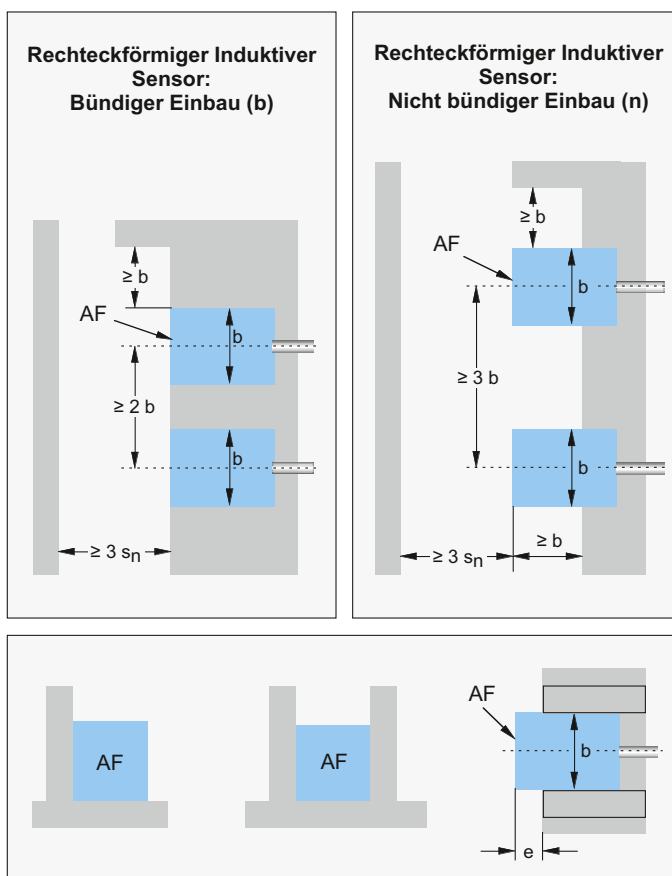 Rechteckförmiger Induktiver
Sensor:
Bündiger Einbau (b)
≥ b
AF
b
≥ 2 b
b
≥ 3 sn
Rechteckförmiger Induktiver
Sensor:
Nicht bündiger Einbau (n)
≥ b
AF
b
≥ 3 b
b
≥ 3 sn
≥ b
AF
AF
AF
b
e